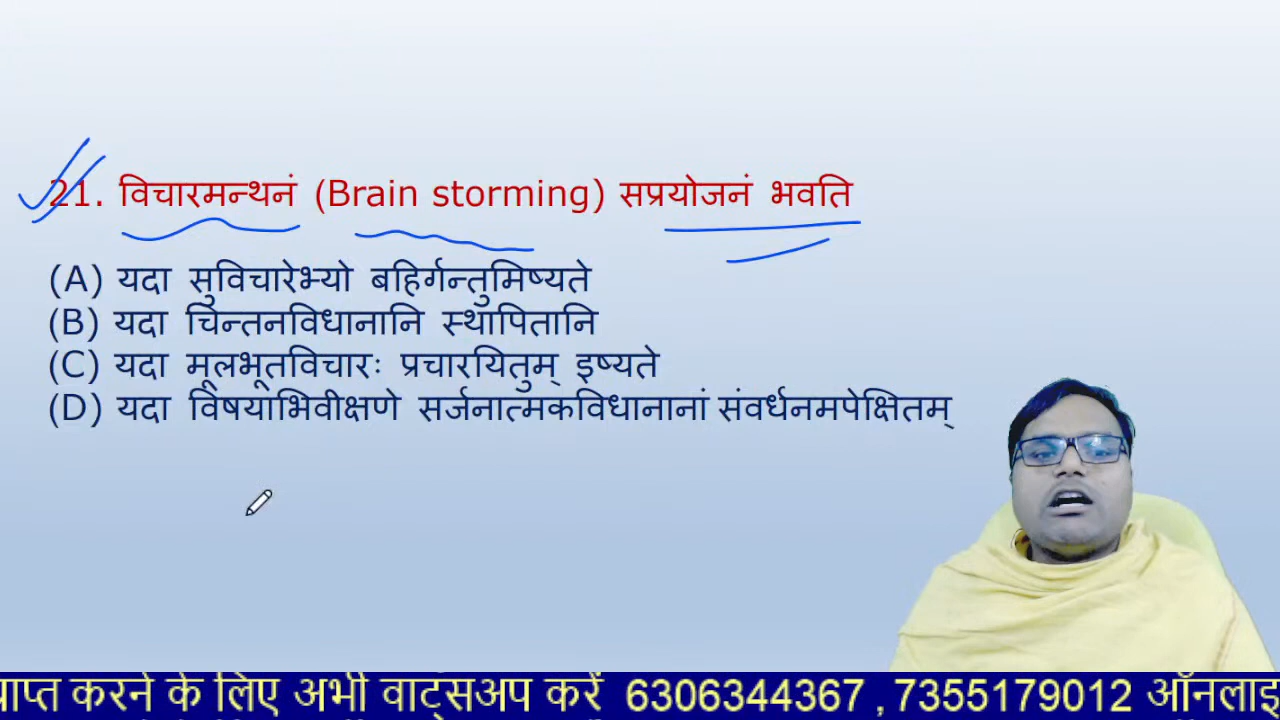 21. विचारमन्थनं (Brain storming) सप्रयोजनं भवति
(A) यदा सुविचारेभ्यो बहिर्गन्तुमिष्यते
(B) यदा चिन्तनविधानानि स्थापितानि
(C) यदा मूलभूतविचारः प्रचारयितुम् इष्यते
(D) यदा विषयाभिवीक्षणे सर्जनात्मकविधानानां संवर्धनमपेक्षितम्
प्राप्त करने के लिए अभी वाट्सअप करें 6306344367 , 7355179012 ऑनलाइ